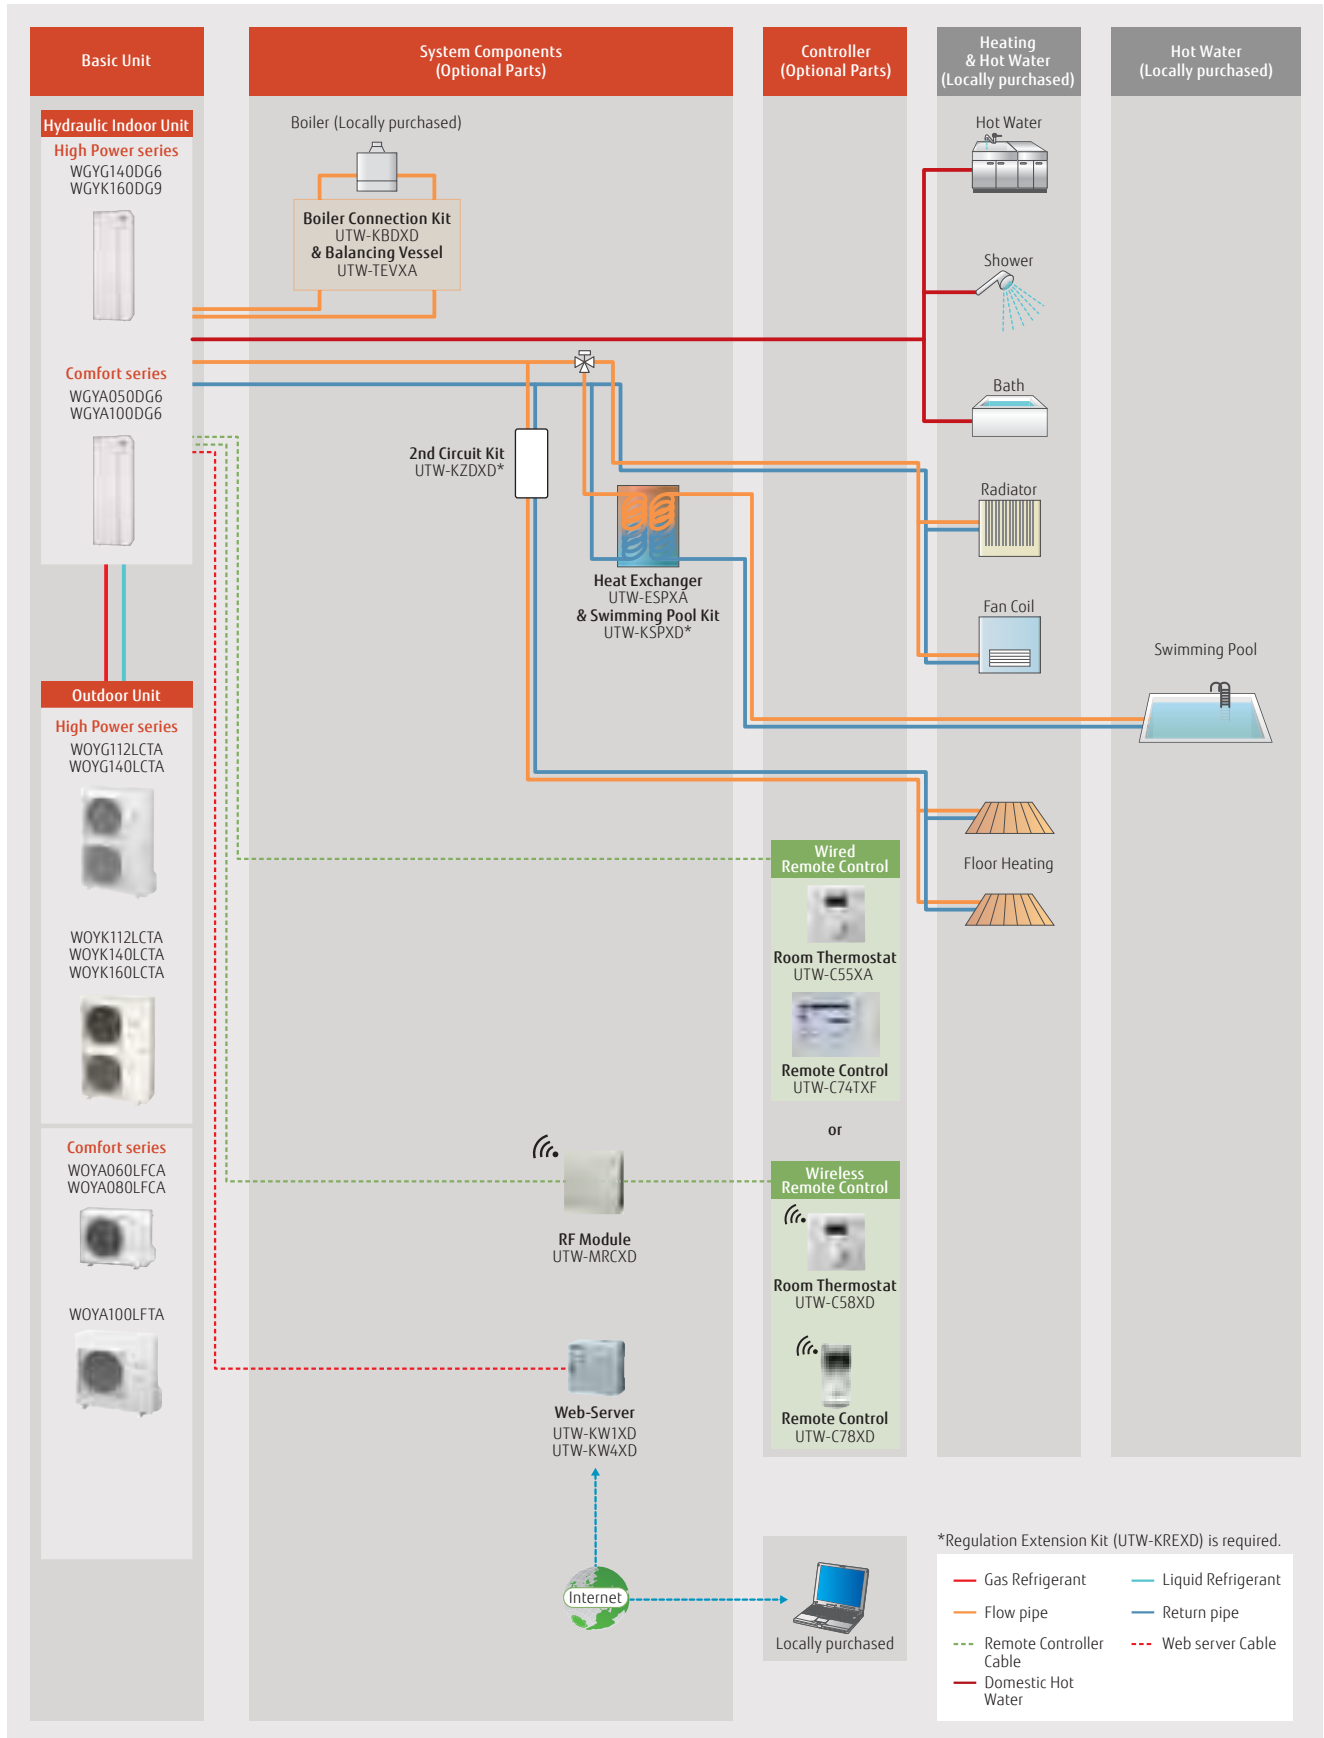 Basic Unit
System Components
(Optional Parts)
Controller
(Optional Parts)
Heating
& Hot Water
(Locally purchased)
Hot Water
(Locally purchased)
Hydraulic Indoor Unit
High Power series
WGYG140DG6
WGYK160DG9
Comfort series
WGYA050DG6
WGYA100DG6
Outdoor Unit
High Power series
WOYG112LCTA
WOYG140LCTA
WOYK112LCTA
WOYK140LCTA
WOYK160LCTA
Comfort series
WOYA060LFCA
WOYA080LFCA
WOYA100LFTA
Boiler (Locally purchased)
Boiler Connection Kit
UTW-KBDXD
& Balancing Vessel
UTW-TEVXA
2nd Circuit Kit
UTW-KZDXD*
Heat Exchanger
UTW-ESPXA
& Swimming Pool Kit
UTW-KSPXD*
RF Module
UTW-MRCXD
Web-Server
UTW-KW1XD
UTW-KW4XD
Internet
Wired
Remote Control
Room Thermostat
UTW-C55XA
Remote Control
UTW-C74TXF
or
Wireless
Remote Control
Room Thermostat
UTW-C58XD
Remote Control
UTW-C78XD
Locally purchased
Hot Water
Shower
Bath
Radiator
Fan Coil
Floor Heating
Swimming Pool
*Regulation Extension Kit (UTW-KREXD) is required.
Gas Refrigerant
Liquid Refrigerant
Flow pipe
Return pipe
Remote Controller
Cable
Web server Cable
Domestic Hot
Water